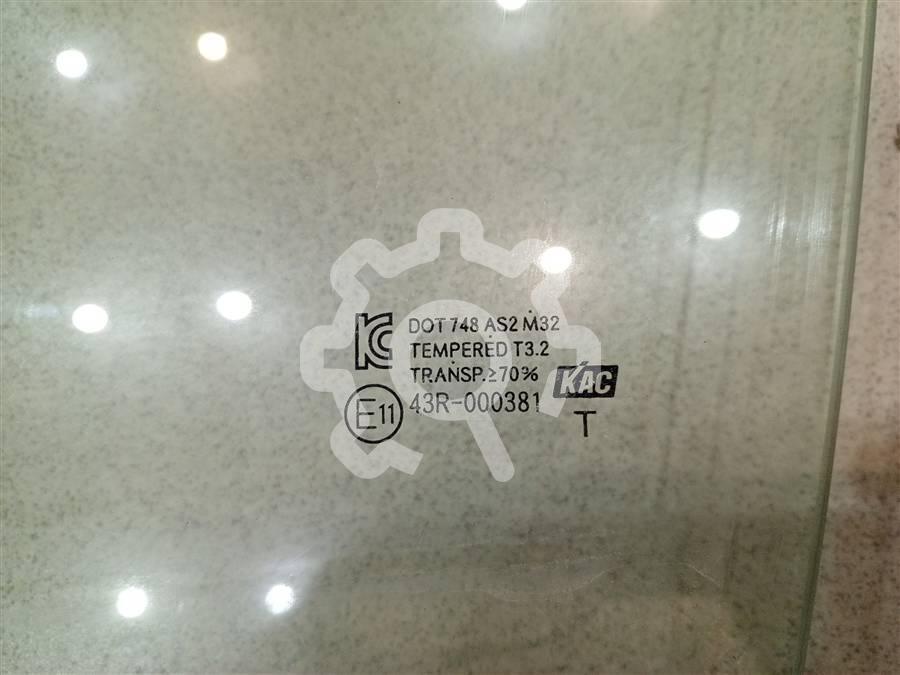 KC
DOT 748 AS2 M32
TEMPERED T3.2
TRANSP.≥70%
E11
43R-000381
KAC
T